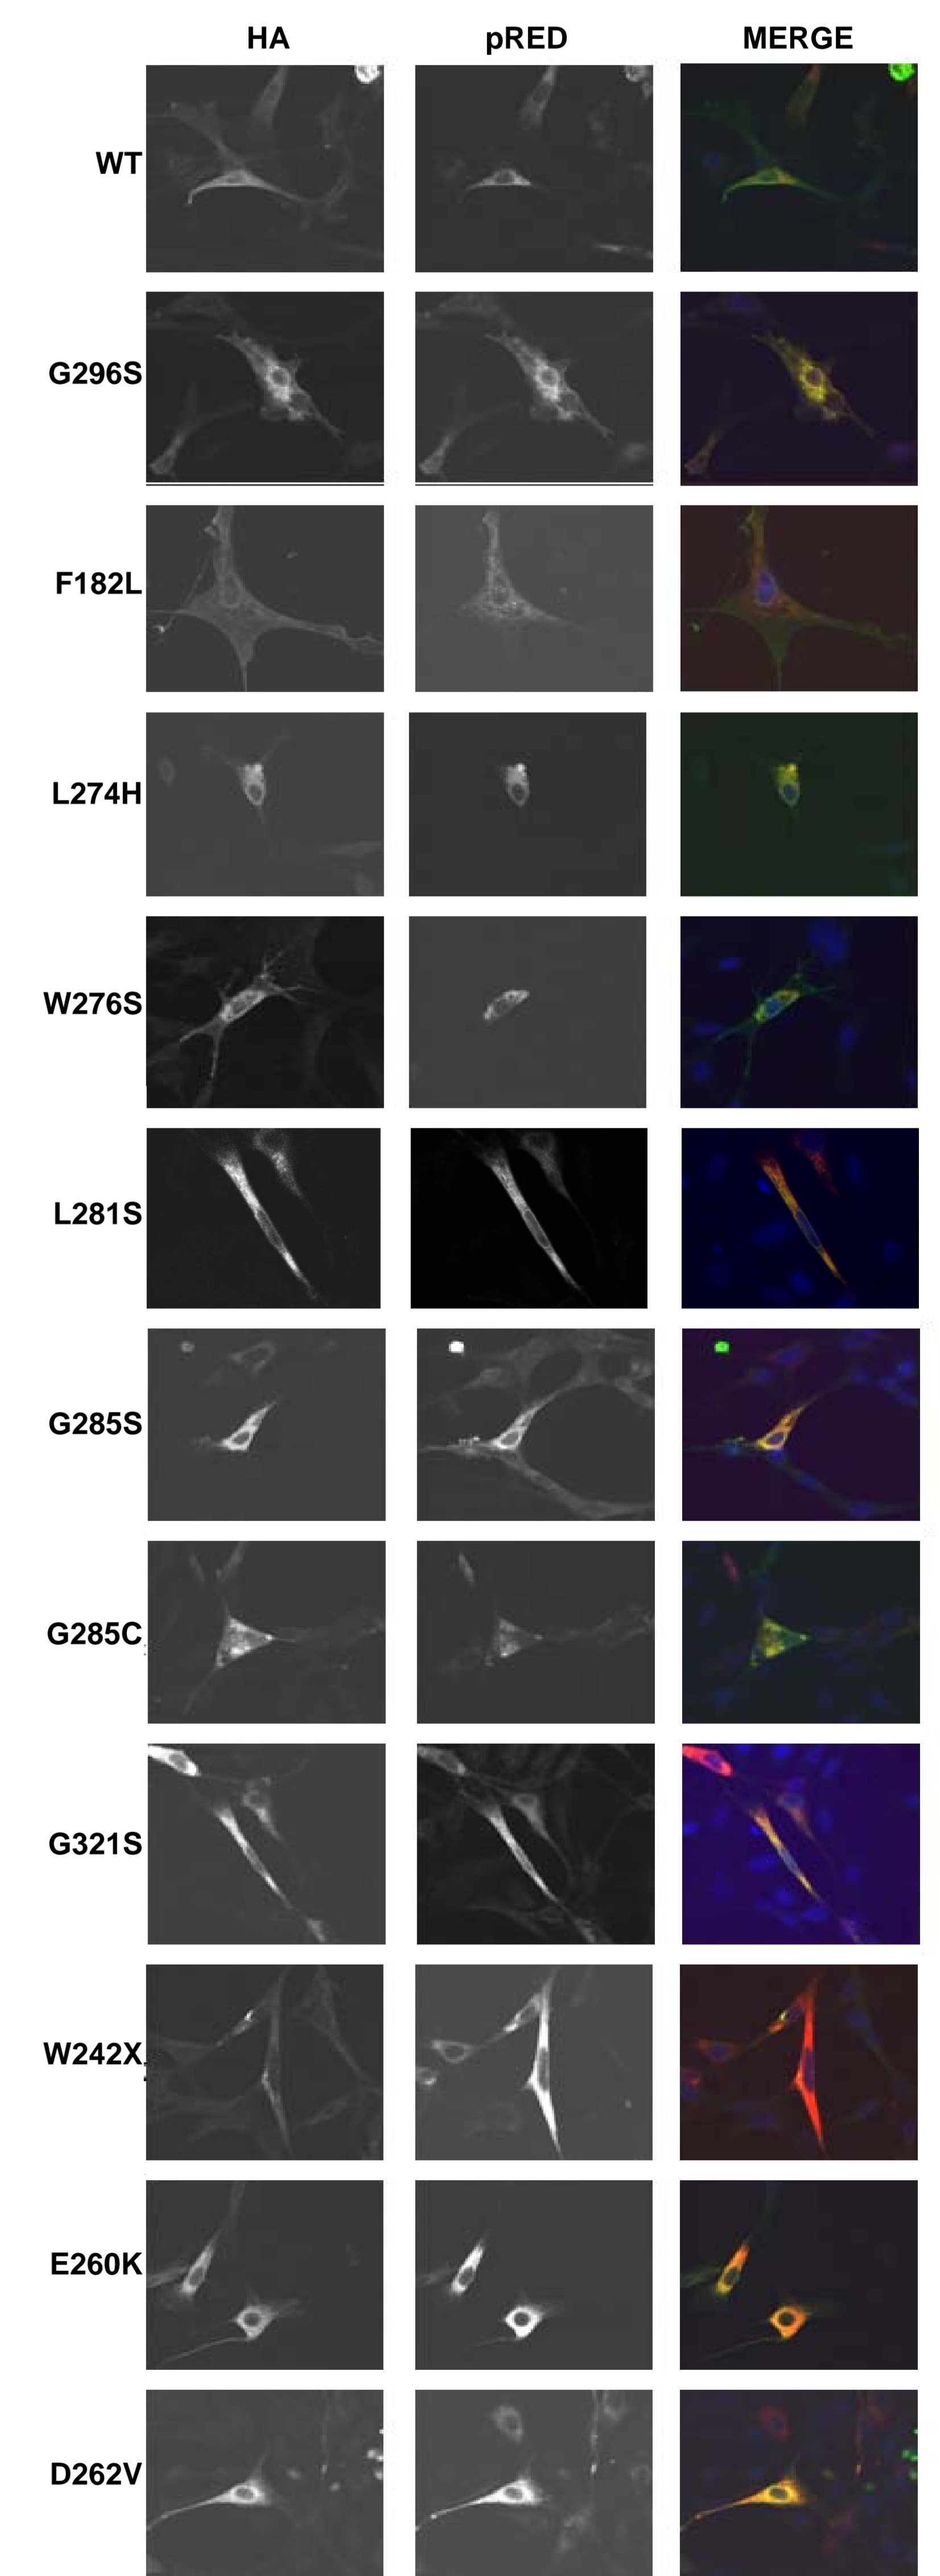 HA pRED MERGE
WT
G296S
F182L
L274H
W276S
L281S
G285S
G285C
G321S
W242X
E260K
D262V